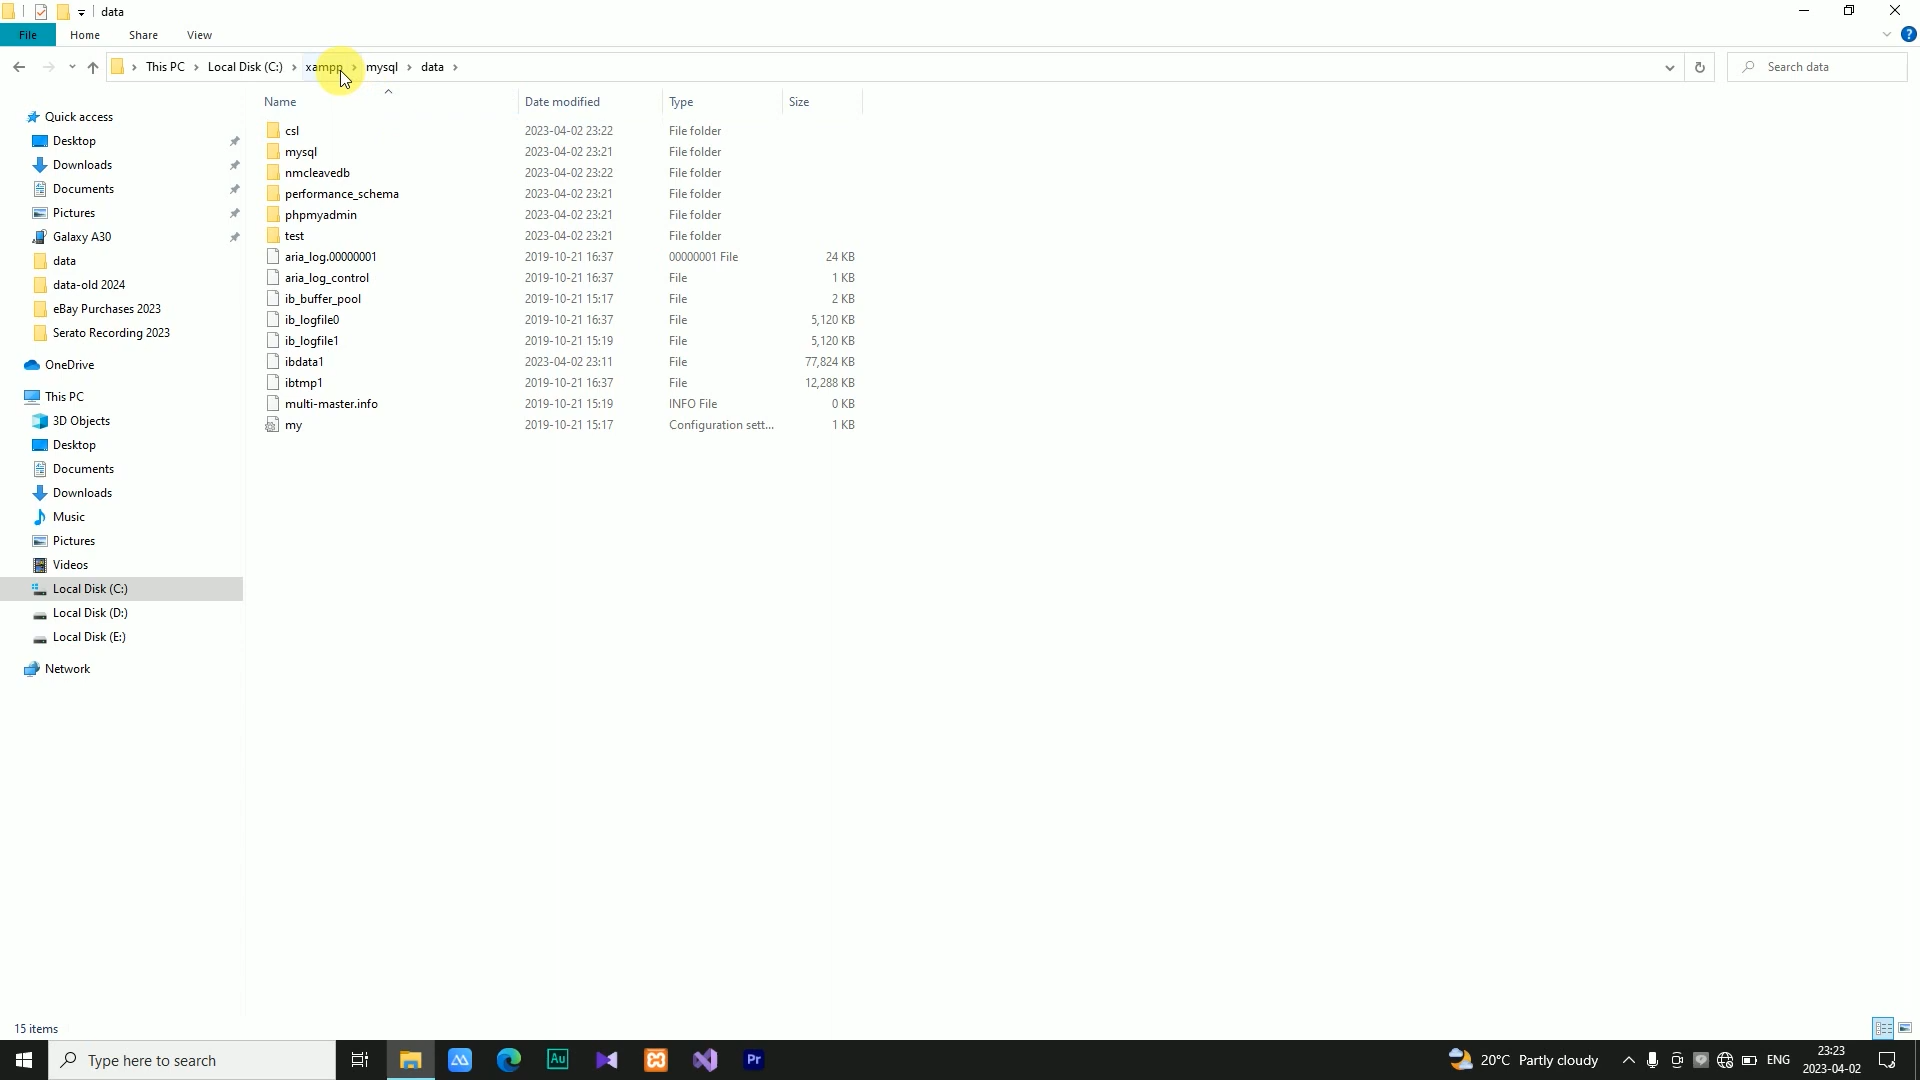 data
File Home Share View
This PC Local Disk (C:) xampp mysql data
Search data
Name Date modified Type Size
Quick access
Desktop
Downloads
Documents
Pictures
Galaxy A30
data
data-old 2024
eBay Purchases 2023
Serato Recording 2023
OneDrive
This PC
3D Objects
Desktop
Documents
Downloads
Music
Pictures
Videos
Local Disk (C:)
Local Disk (D:)
Local Disk (E:)
Network
csl 2023-04-02 23:22 File folder
mysql 2023-04-02 23:21 File folder
nmcleavedb 2023-04-02 23:22 File folder
performance_schema 2023-04-02 23:21 File folder
phpmyadmin 2023-04-02 23:21 File folder
test 2023-04-02 23:21 File folder
aria_log.00000001 2019-10-21 16:37 00000001 File 24 KB
aria_log_control 2019-10-21 16:37 File 1 KB
ib_buffer_pool 2019-10-21 15:17 File 2 KB
ib_logfile0 2019-10-21 16:37 File 5,120 KB
ib_logfile1 2019-10-21 15:19 File 5,120 KB
ibdata1 2023-04-02 23:11 File 77,824 KB
ibtmp1 2019-10-21 16:37 File 12,288 KB
multi-master.info 2019-10-21 15:19 INFO File 0 KB
my 2019-10-21 15:17 Configuration sett... 1 KB
15 items
Type here to search
Au
Pr
20°C Partly cloudy
ENG
23:23
2023-04-02